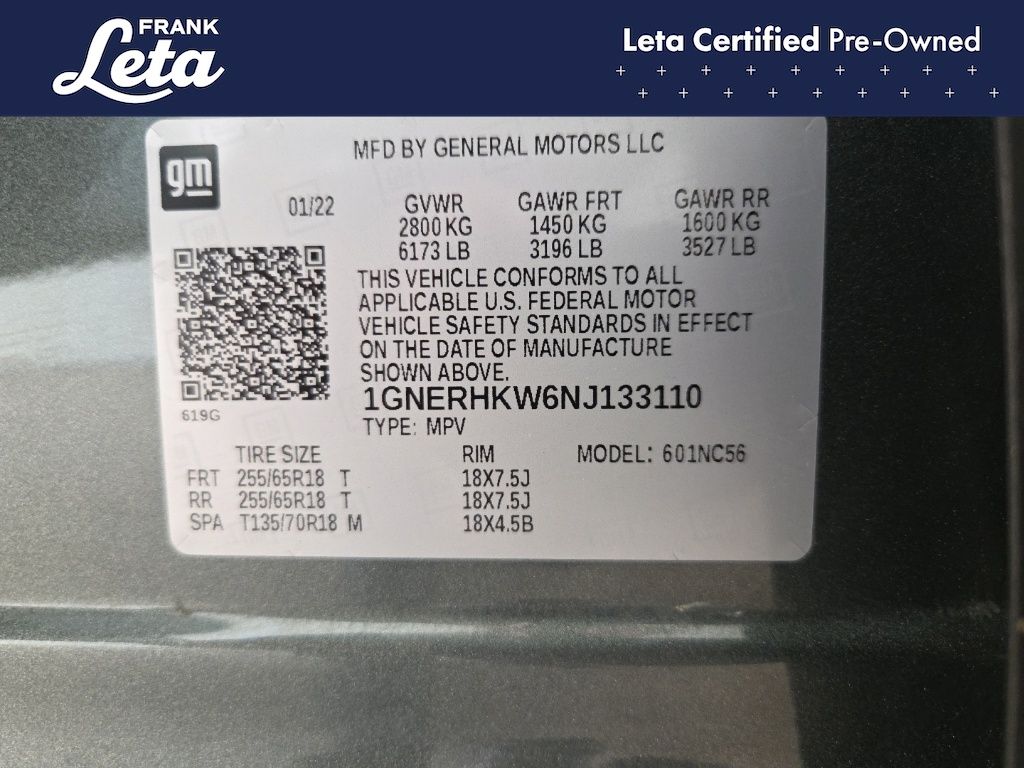 FRANK
Leta
Leta Certified Pre-Owned
gm
MFD BY GENERAL MOTORS LLC
01/22 GVWR GAWR FRT GAWR RR
2800 KG 1450 KG 1600 KG
6173 LB 3196 LB 3527 LB
THIS VEHICLE CONFORMS TO ALL
APPLICABLE U.S. FEDERAL MOTOR
VEHICLE SAFETY STANDARDS IN EFFECT
ON THE DATE OF MANUFACTURE
SHOWN ABOVE.
1GNERHKW6NJ133110
619G
TYPE: MPV
TIRE SIZE RIM MODEL: 601NC56
FRT 255/65R18 T 18X7.5J
RR 255/65R18 T 18X7.5J
SPA T135/70R18 M 18X4.5B